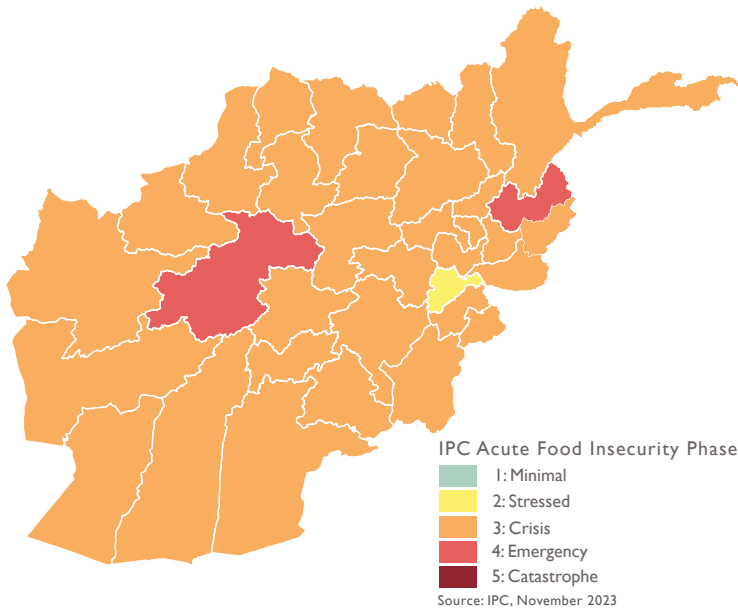 IPC Acute Food Insecurity Phase
1: Minimal
2: Stressed
3: Crisis
4: Emergency
5: Catastrophe
Source: IPC, November 2023